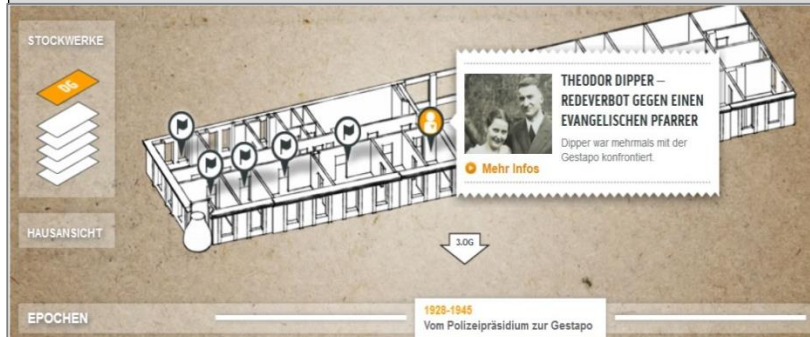 STOCKWERKE
DG
HAUSANSICHT
THEODOR DIPPER –
REDEVERBOT GEGEN EINEN
EVANGELISCHEN PFARRER
Dipper war mehrmals mit der
Gestapo konfrontiert.
Mehr Infos
3.OG
EPOCHEN
1928-1945
Vom Polizeipräsidium zur Gestapo